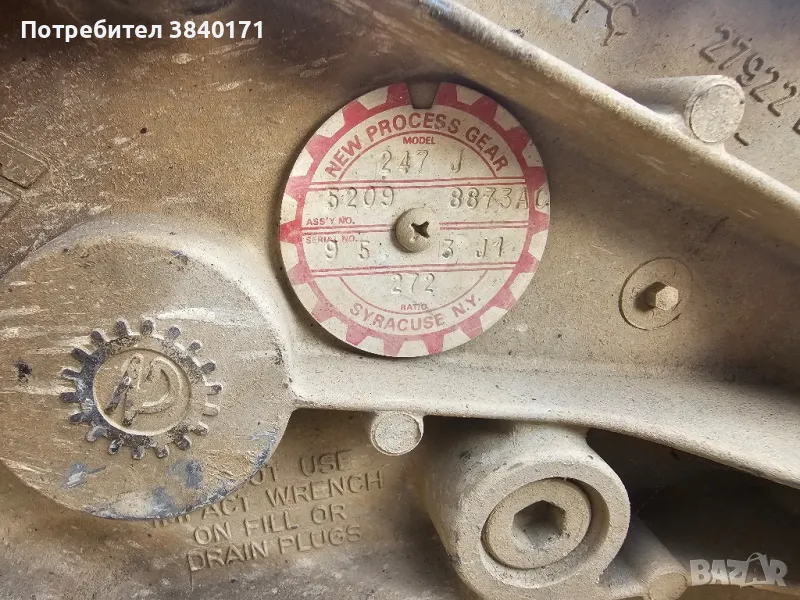 Потребител 3840171
NEW PROCESS GEAR
MODEL
247 J
5209 8873AC
ASS'Y NO.
SERIAL NO.
9 5 3 J1
272
RATIO
SYRACUSE N.Y.
27922
NOT USE
IMPACT WRENCH
ON FILL OR
DRAIN PLUGS
BAZAR